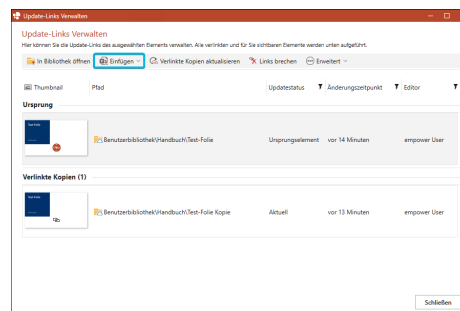 Update-Links Verwalten
Update-Links Verwalten
Hier können Sie die Update-Links des ausgewählten Elements verwalten. Alle verlinkten und für Sie sichtbaren Elemente werden unten aufgeführt.
In Bibliothek öffnen Einfügen Verlinkte Kopien aktualisieren Links brechen Erweitert
Thumbnail Pfad Updatestatus Änderungszeitpunkt Editor
Ursprung
Test-Folie
Benutzerbibliothek\Handbuch\Test-Folie Ursprungselement vor 14 Minuten empower User
Verlinkte Kopien (1)
Test-Folie
Benutzerbibliothek\Handbuch\Test-Folie Kopie Aktuell vor 13 Minuten empower User
Schließen